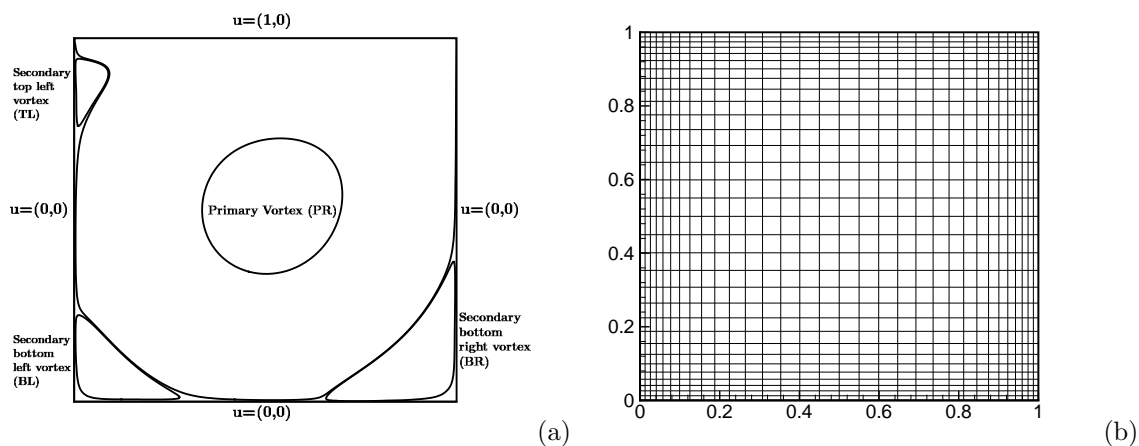 u=(1,0)
Secondary
top left
vortex
(TL)
u=(0,0)
Primary Vortex (PR)
u=(0,0)
Secondary
bottom
left vortex
(BL)
Secondary
bottom
right vortex
(BR)
u=(0,0)
(a)
1
0.8
0.6
0.4
0.2
0
0 0.2 0.4 0.6 0.8 1
(b)